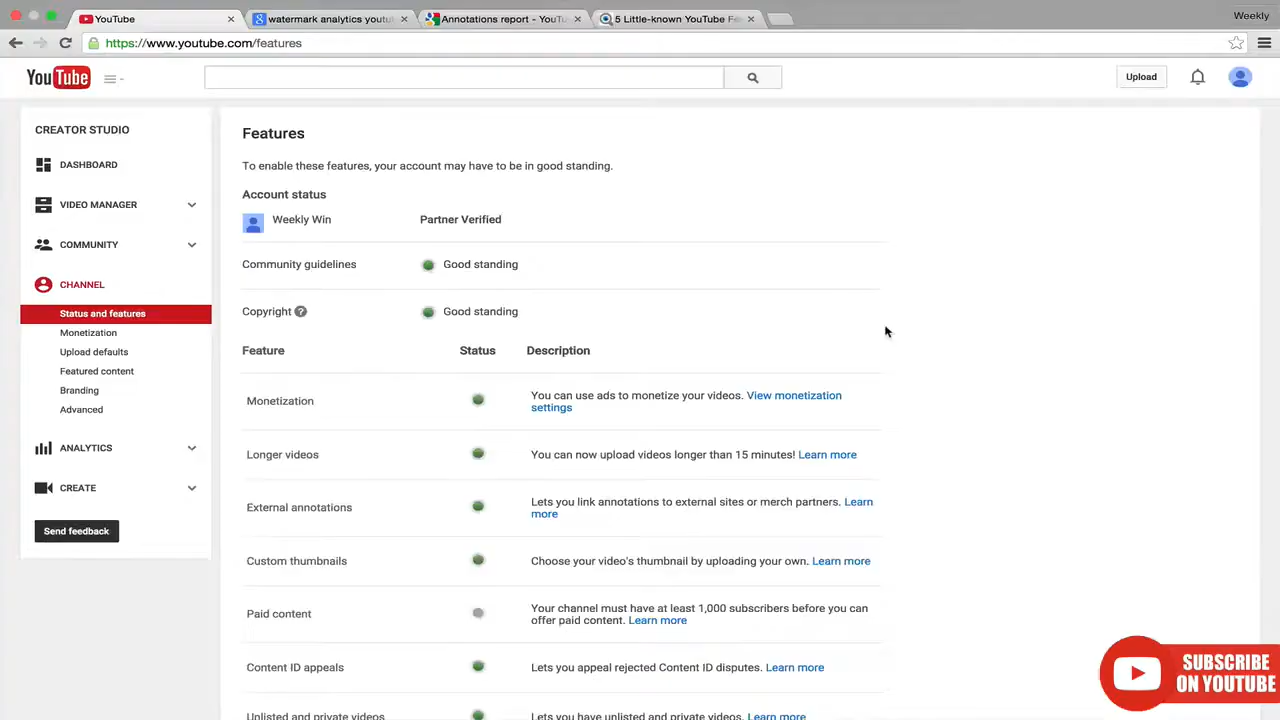 YouTube
watermark analytics youtu
Annotations report - YouTu
5 Little-known YouTube Fe
Weekly
https://www.youtube.com/features
YouTube
Upload
CREATOR STUDIO
DASHBOARD
VIDEO MANAGER
COMMUNITY
CHANNEL
Status and features
Monetization
Upload defaults
Featured content
Branding
Advanced
ANALYTICS
CREATE
Send feedback
Features
To enable these features, your account may have to be in good standing.
Account status
Weekly Win Partner Verified
Community guidelines Good standing
Copyright ? Good standing
Feature Status Description
Monetization You can use ads to monetize your videos. View monetization
settings
Longer videos You can now upload videos longer than 15 minutes! Learn more
External annotations Lets you link annotations to external sites or merch partners. Learn
more
Custom thumbnails Choose your video's thumbnail by uploading your own. Learn more
Paid content Your channel must have at least 1,000 subscribers before you can
offer paid content. Learn more
Content ID appeals Lets you appeal rejected Content ID disputes. Learn more
Unlisted and private videos Lets you have unlisted and private videos. Learn more
SUBSCRIBE
ON YOUTUBE